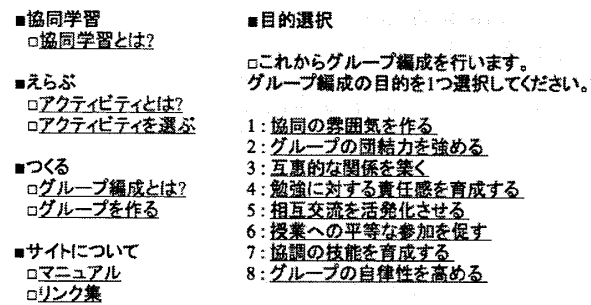 ■協同学習
□協同学習とは?
■えらぶ
□アクティビティとは?
□アクティビティを選ぶ
■つくる
□グループ編成とは?
□グループを作る
■サイトについて
□マニュアル
□リンク集
■目的選択
□これからグループ編成を行います。
グループ編成の目的を1つ選択してください。
1 : 協同の雰囲気を作る
2 : グループの団結力を強める
3 : 互恵的な関係を築く
4 : 勉強に対する責任感を育成する
5 : 相互交流を活発化させる
6 : 授業への平等な参加を促す
7 : 協調の技能を育成する
8 : グループの自律性を高める